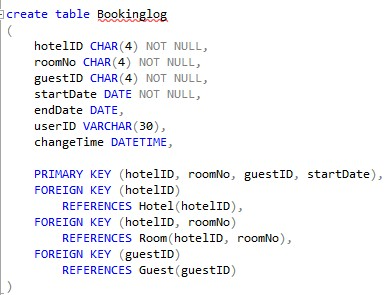 create table Bookinglog
(
hotelID CHAR(4) NOT NULL,
roomNo CHAR(4) NOT NULL,
guestID CHAR(4) NOT NULL,
startDate DATE NOT NULL,
endDate DATE,
userID VARCHAR(30),
changeTime DATETIME,
PRIMARY KEY (hotelID, roomNo, guestID, startDate),
FOREIGN KEY (hotelID)
REFERENCES Hotel(hotelID),
FOREIGN KEY (hotelID, roomNo)
REFERENCES Room(hotelID, roomNo),
FOREIGN KEY (guestID)
REFERENCES Guest(guestID)
)